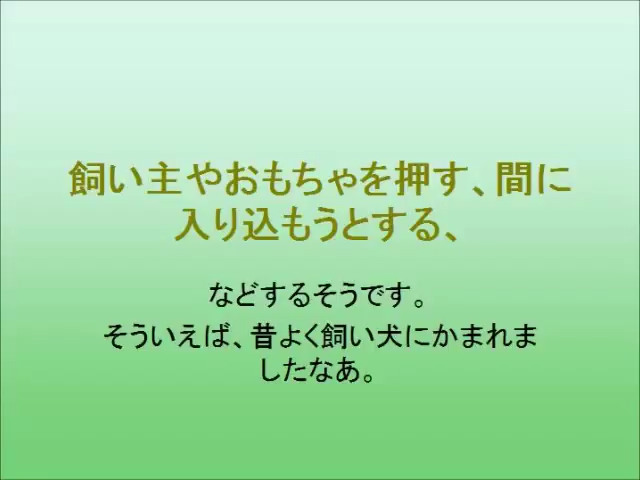 飼い主やおもちゃを押す、間に
入り込もうとする、
などするそうです。
そういえば、昔よく飼い犬にかまれま
したなあ。